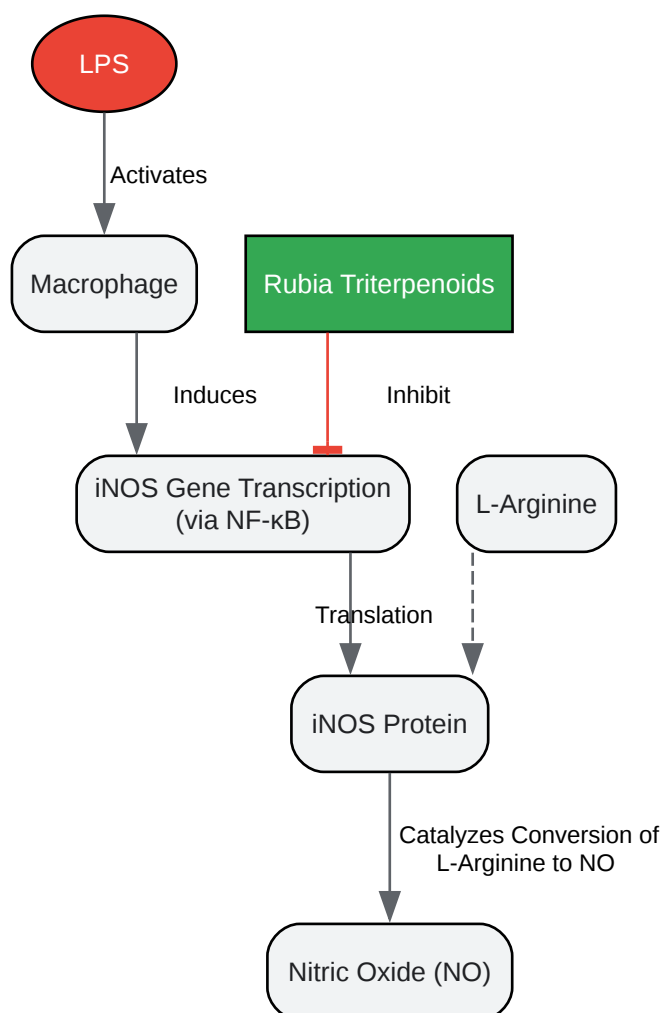 LPS
Activates
Macrophage
Rubia Triterpenoids
Induces
Inhibit
iNOS Gene Transcription
(via NF-κB)
L-Arginine
Translation
iNOS Protein
Catalyzes Conversion of
L-Arginine to NO
Nitric Oxide (NO)